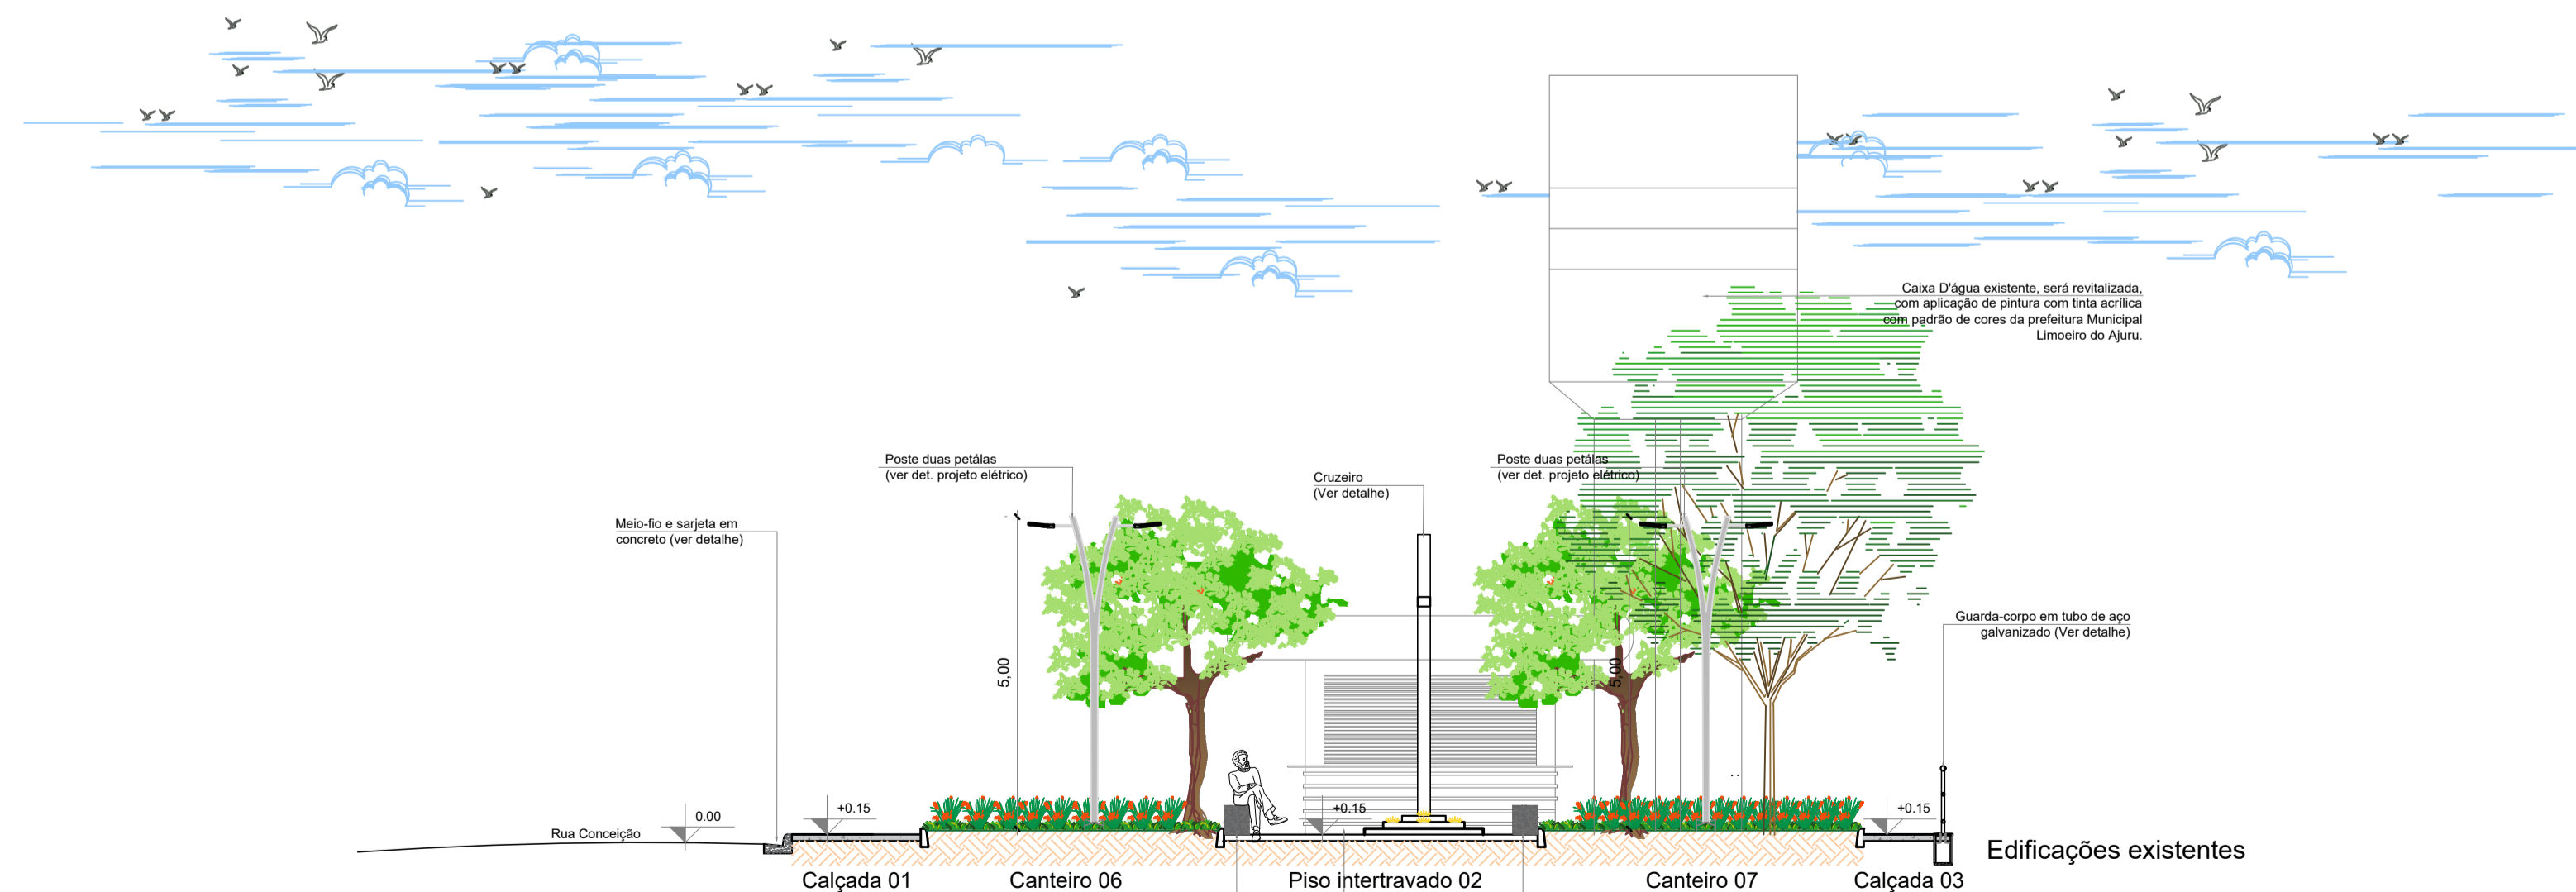 Caixa D'água existente, será revitalizada,
com aplicação de pintura com tinta acrílica
com padrão de cores da prefeitura Municipal
Limoeiro do Ajuru.
Poste duas petálas
(ver det. projeto elétrico)
Cruzeiro
(Ver detalhe)
Poste duas petálas
(ver det. projeto elétrico)
Meio-fio e sarjeta em
concreto (ver detalhe)
Guarda-corpo em tubo de aço
galvanizado (Ver detalhe)
5,00
5,00
Rua Conceição
0.00
+0.15
+0.15
+0.15
Edificações existentes
Calçada 01
Canteiro 06
Piso intertravado 02
Canteiro 07
Calçada 03